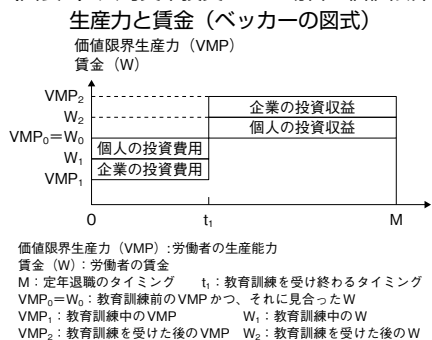 生産力と賃金（ベッカーの図式）
価値限界生産力（VMP）
賃金（W）
VMP₂
W₂
VMP₀＝W₀
W₁
VMP₁
企業の投資収益
個人の投資収益
個人の投資費用
企業の投資費用
0 t₁ M
価値限界生産力（VMP）：労働者の生産能力
賃金（W）：労働者の賃金
M：定年退職のタイミング t₁：教育訓練を受け終わるタイミング
VMP₀＝W₀：教育訓練前のVMPかつ、それに見合ったW
VMP₁：教育訓練中のVMP W₁：教育訓練中のW
VMP₂：教育訓練を受けた後のVMP W₂：教育訓練を受けた後のW